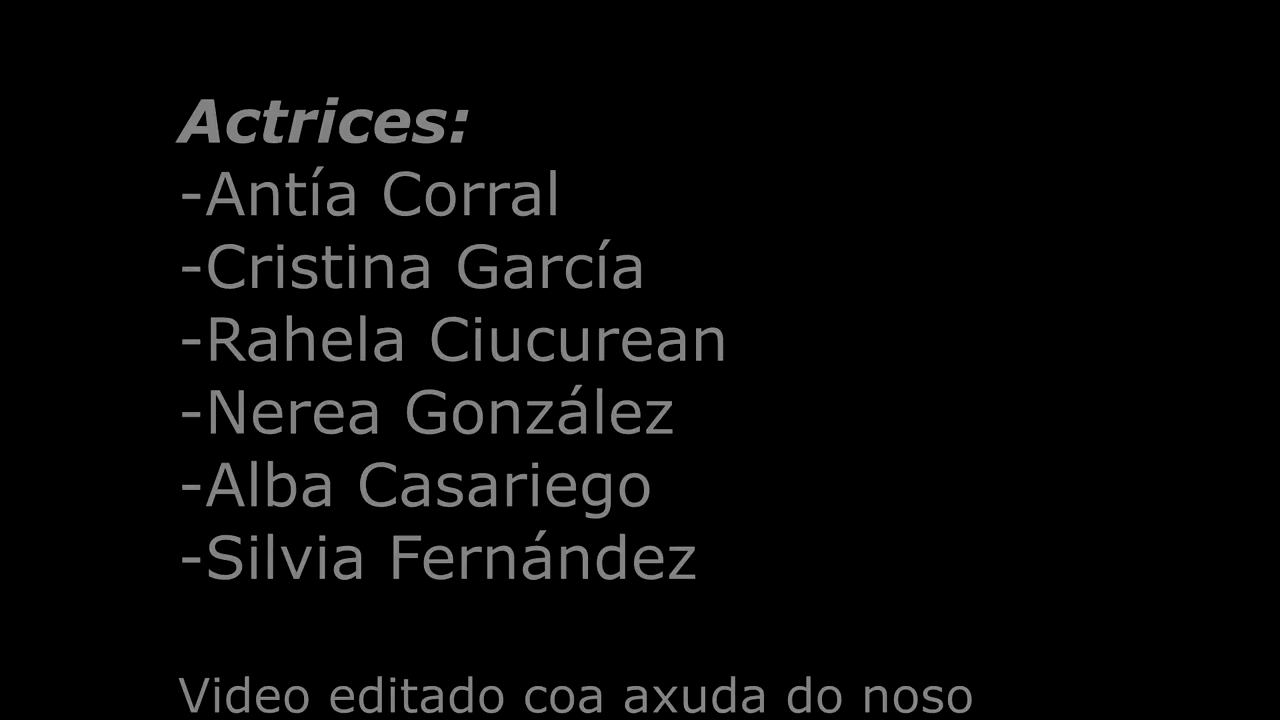 Actrices:
-Antía Corral
-Cristina García
-Rahela Ciucurean
-Nerea González
-Alba Casariego
-Silvia Fernández
Video editado coa axuda do noso